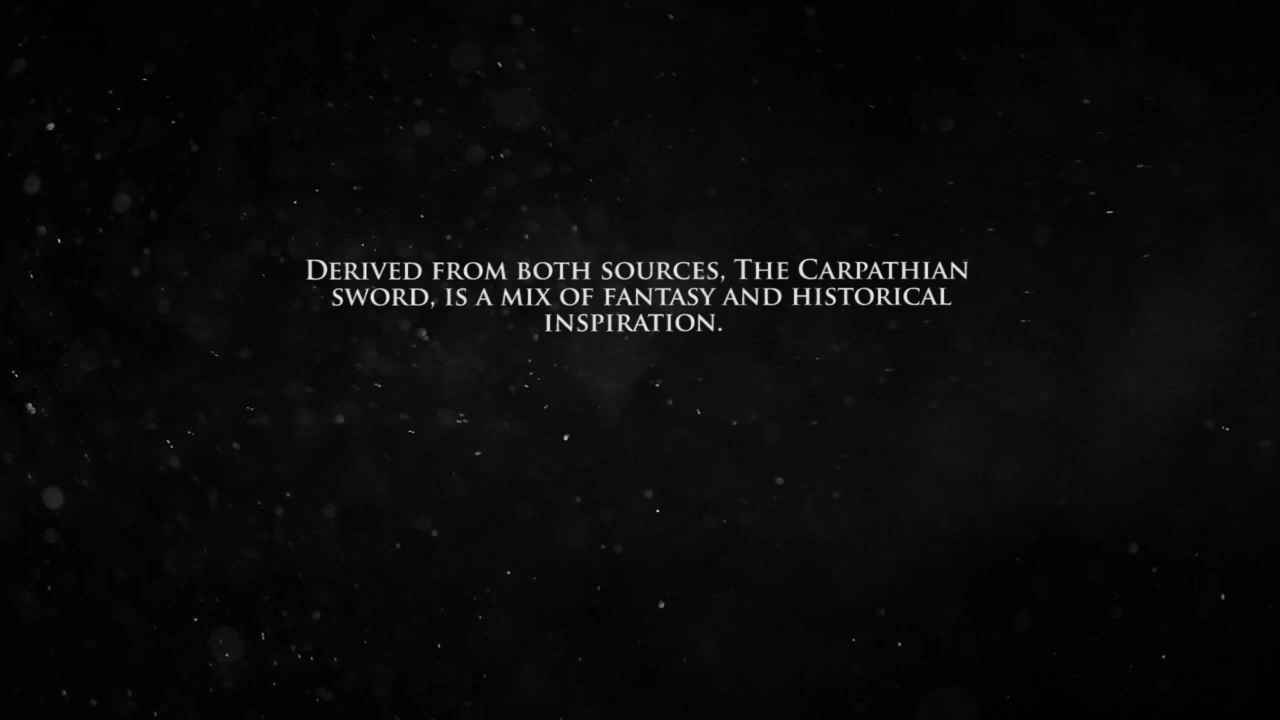 Derived from both sources, The Carpathian
sword, is a mix of fantasy and historical
inspiration.